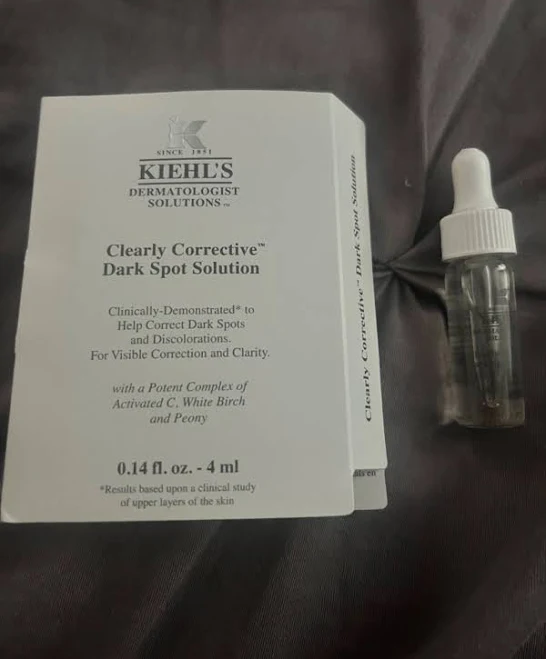 K
SINCE 1851
KIEHL'S
DERMATOLOGIST
SOLUTIONS™
Clearly Corrective™
Dark Spot Solution
Clinically-Demonstrated* to
Help Correct Dark Spots
and Discolorations.
For Visible Correction and Clarity.
with a Potent Complex of
Activated C, White Birch
and Peony
0.14 fl. oz. - 4 ml
*Results based upon a clinical study
of upper layers of the skin
Clearly Corrective™ Dark Spot Solution